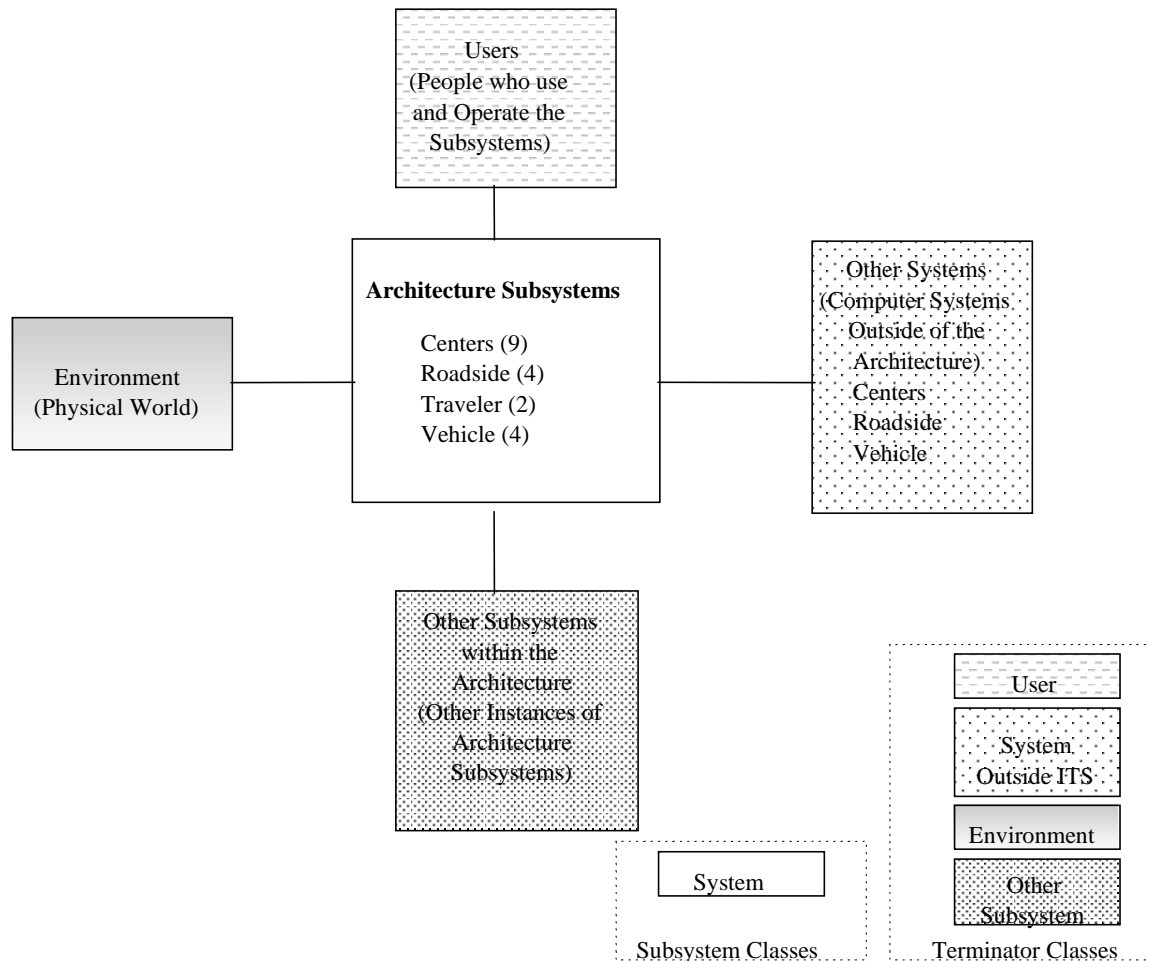 Users
(People who use
and Operate the
Subsystems)
Architecture Subsystems
Centers (9)
Roadside (4)
Traveler (2)
Vehicle (4)
Environment
(Physical World)
Other Systems
(Computer Systems
Outside of the
Architecture)
Centers
Roadside
Vehicle
Other Subsystems
within the
Architecture
(Other Instances of
Architecture
Subsystems)
System
Subsystem Classes
User
System
Outside ITS
Environment
Other
Subsystem
Terminator Classes